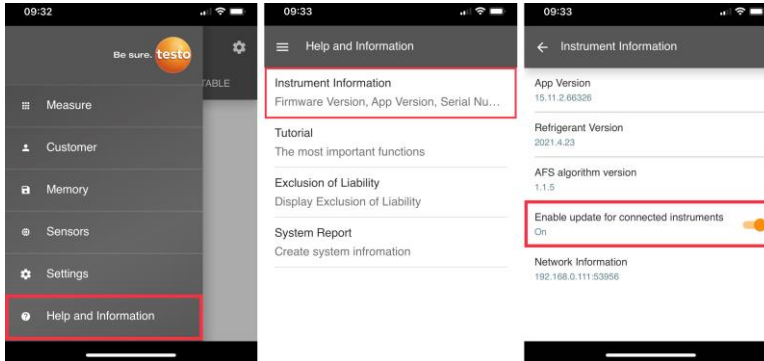 09:32
Be sure. testo
TABLE
Measure
Customer
Memory
Sensors
Settings
Help and Information
09:33
Help and Information
Instrument Information
Firmware Version, App Version, Serial Nu...
Tutorial
The most important functions
Exclusion of Liability
Display Exclusion of Liability
System Report
Create system infromation
09:33
Instrument Information
App Version
15.11.2.66326
Refrigerant Version
2021.4.23
AFS algorithm version
1.1.5
Enable update for connected instruments
On
Network Information
192.168.0.111:53956